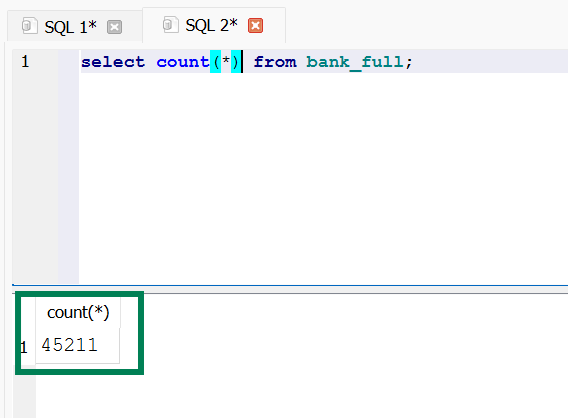 SQL 1* SQL 2*
1 select count(*) from bank_full;
count(*)
1 45211